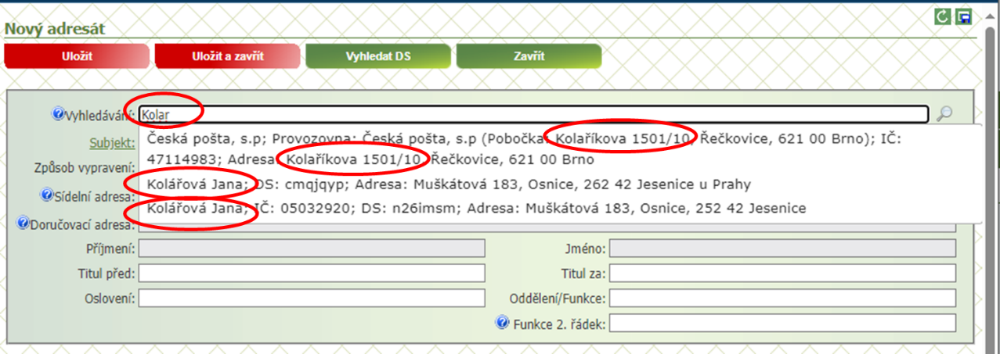 Nový adresát
Uložit Uložit a zavřít Vyhledat DS Zavřít
Vyhledávání: Kolar
Subjekt: Česká pošta, s.p; Provozovna: Česká pošta, s.p (Pobočka: Kolaříkova 1501/10, Řečkovice, 621 00 Brno); IČ:
47114983; Adresa: Kolaříkova 1501/10, Řečkovice, 621 00 Brno
Způsob vypravení:
Kolářová Jana; DS: cmqjqyp; Adresa: Muškátová 183, Osnice, 262 42 Jesenice u Prahy
Sídelní adresa:
Kolářová Jana; IČ: 05032920; DS: n26imsm; Adresa: Muškátová 183, Osnice, 252 42 Jesenice
Doručovací adresa:
Příjmení: Jméno:
Titul před: Titul za:
Oslovení: Oddělení/Funkce:
Funkce 2. řádek: